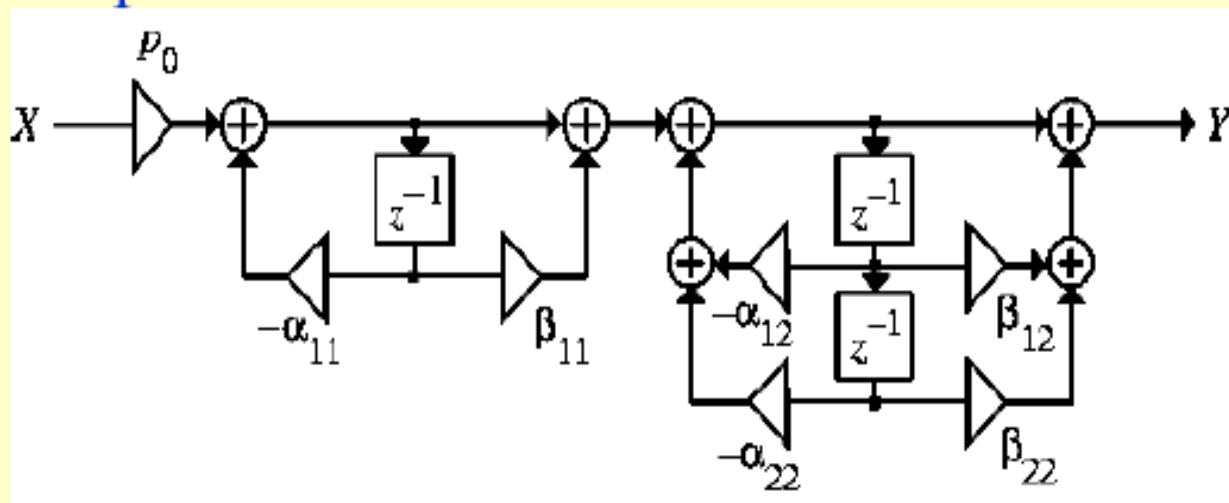 p₀
X + + + + Y
z⁻¹ z⁻¹
+ +
−α₁₁ β₁₁ −α₁₂ β₁₂
z⁻¹
−α₂₂ β₂₂